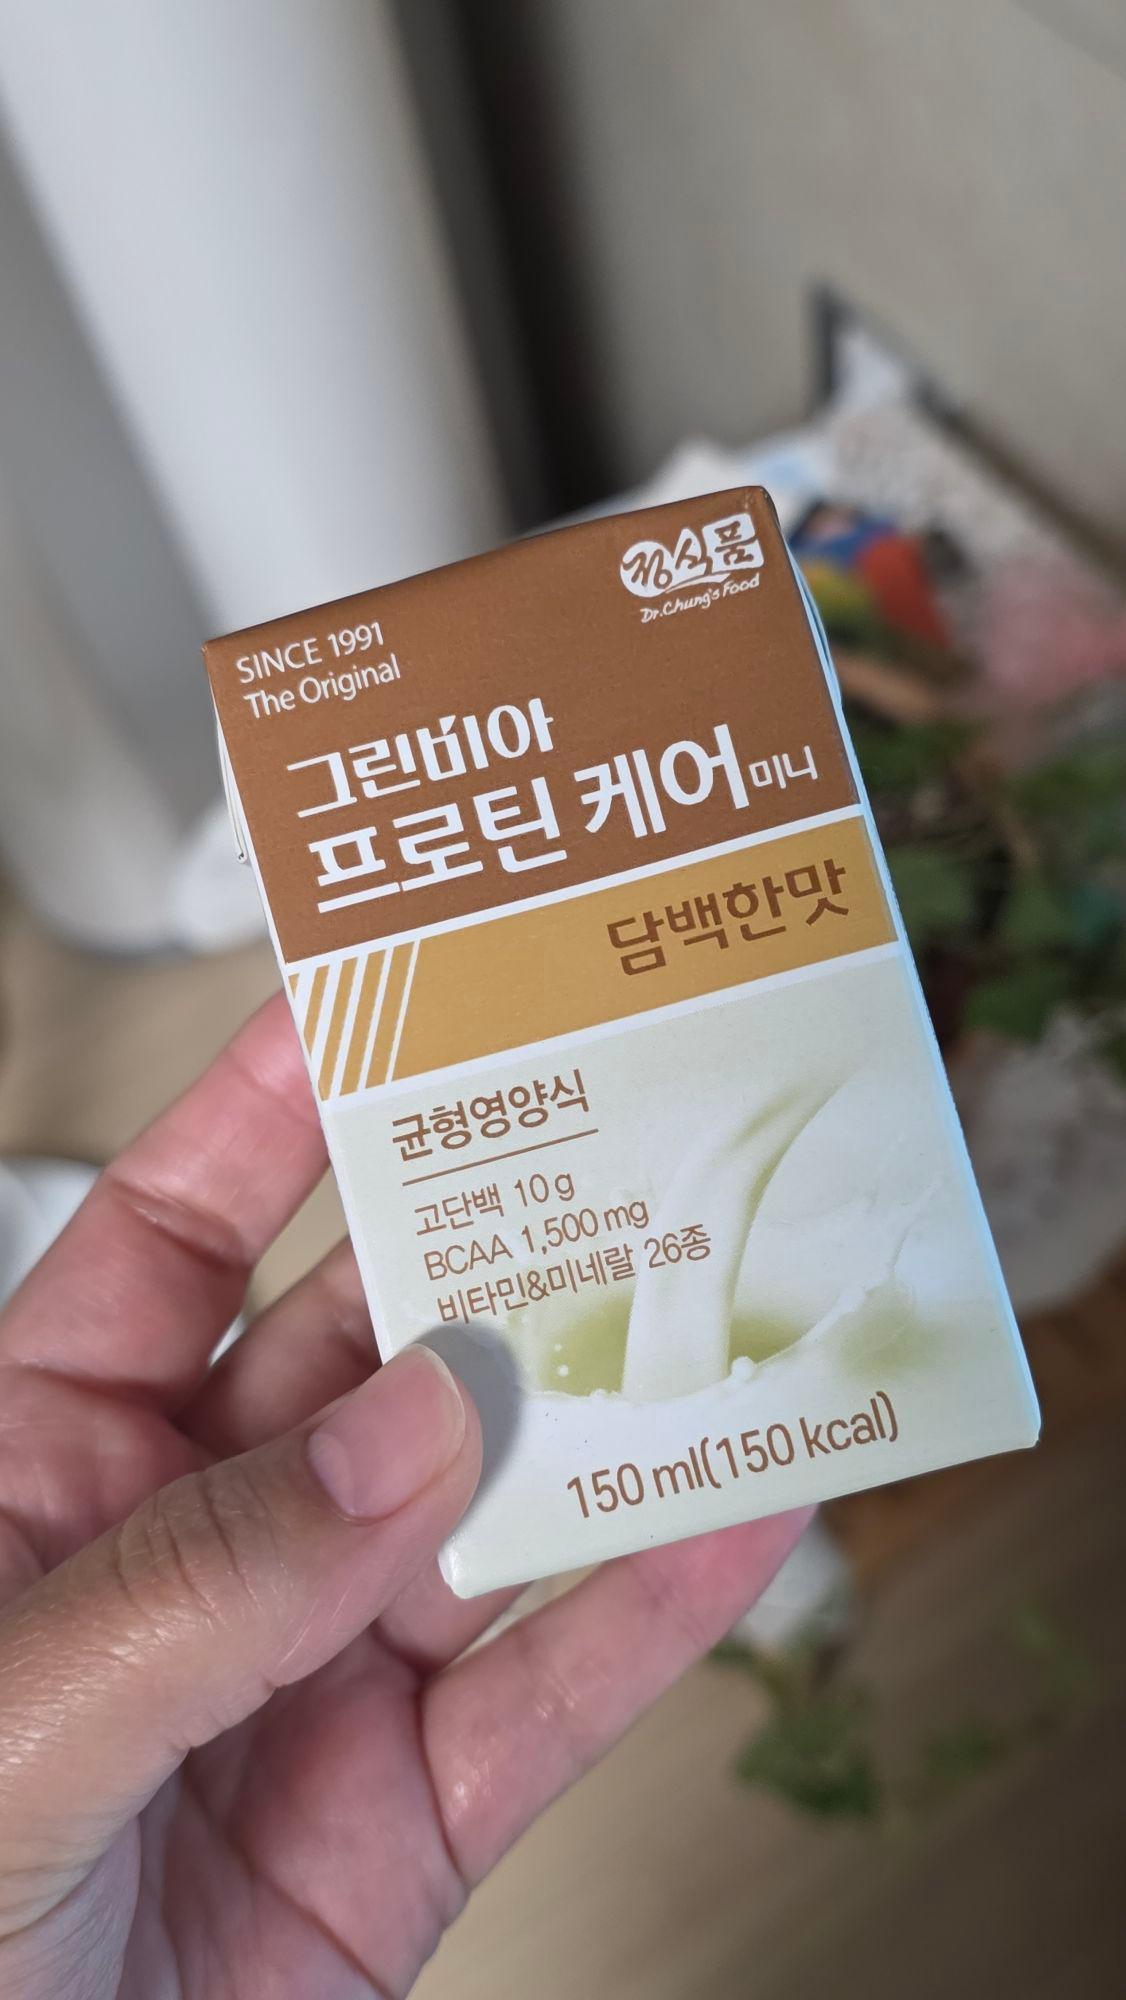 정식품
Dr.Chung's Food
SINCE 1991
The Original
그린비아
프로틴 케어 미니
담백한맛
균형영양식
고단백 10 g
BCAA 1,500 mg
비타민&미네랄 26종
150 ml(150 kcal)